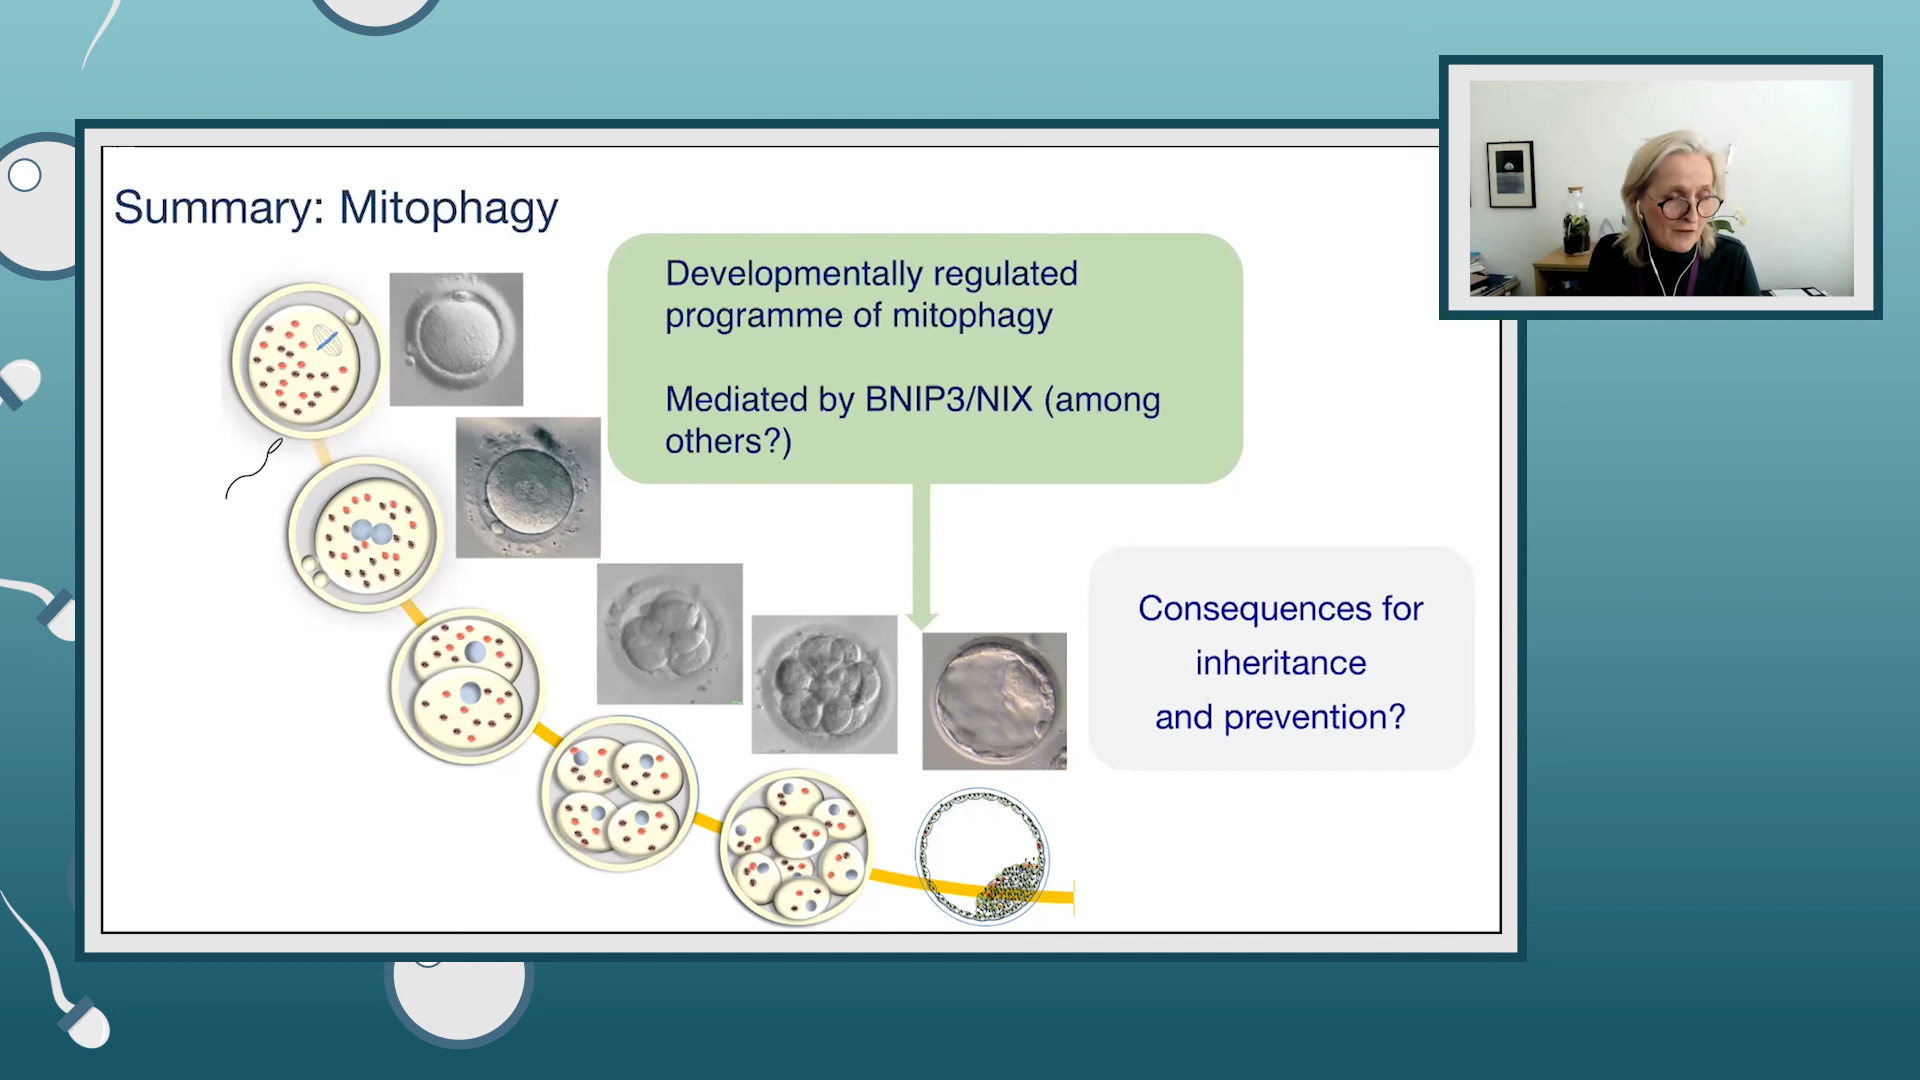 Summary: Mitophagy
Developmentally regulated
programme of mitophagy
Mediated by BNIP3/NIX (among
others?)
Consequences for
inheritance
and prevention?